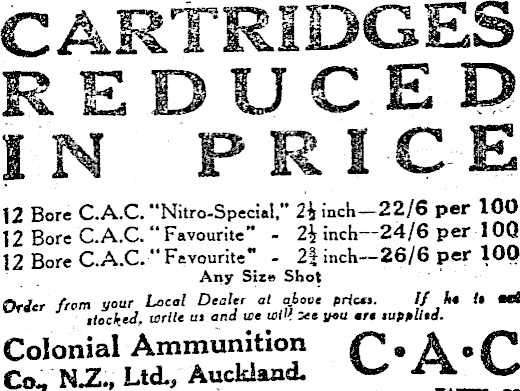 CARTRIDGES
REDUCED
IN PRICE
12 Bore C.A.C. "Nitro-Special," 2½ inch—22/6 per 100
12 Bore C.A.C. "Favourite" - 2½ inch—24/6 per 100
12 Bore C.A.C. "Favourite" - 2¾ inch—26/6 per 100
Any Size Shot
Order from your Local Dealer at above prices. If he is not
stocked, write us and we will see you are supplied.
Colonial Ammunition
Co., N.Z., Ltd., Auckland.
C·A·C